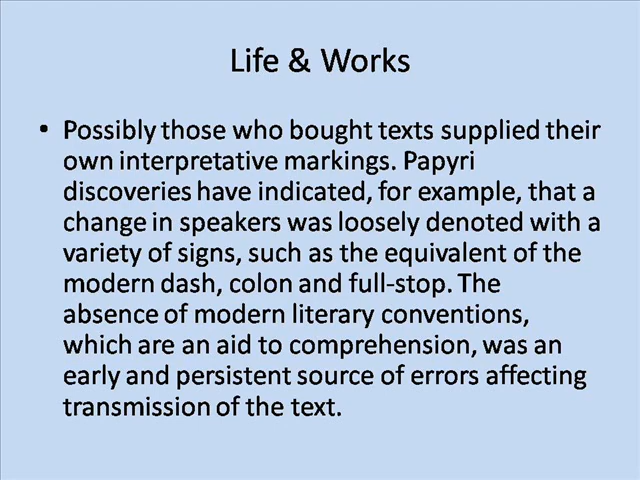 Life & Works
• Possibly those who bought texts supplied their
own interpretative markings. Papyri
discoveries have indicated, for example, that a
change in speakers was loosely denoted with a
variety of signs, such as the equivalent of the
modern dash, colon and full-stop. The
absence of modern literary conventions,
which are an aid to comprehension, was an
early and persistent source of errors affecting
transmission of the text.